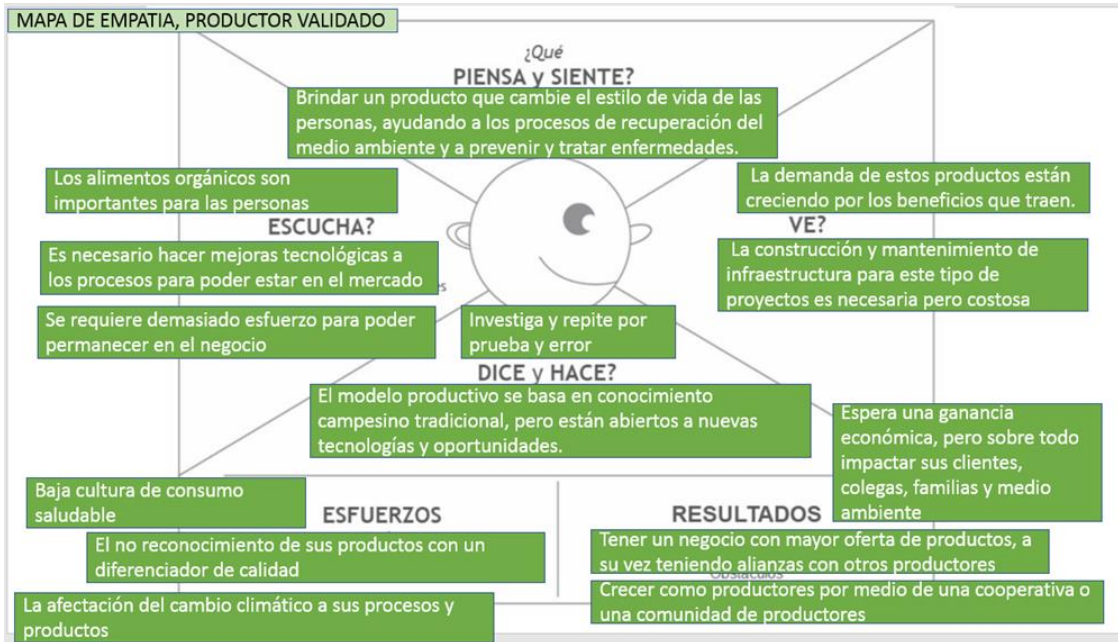 MAPA DE EMPATIA, PRODUCTOR VALIDADO
¿Qué
PIENSA y SIENTE?
Brindar un producto que cambie el estilo de vida de las
personas, ayudando a los procesos de recuperación del
medio ambiente y a prevenir y tratar enfermedades.
Los alimentos orgánicos son
importantes para las personas
ESCUCHA?
Es necesario hacer mejoras tecnológicas a
los procesos para poder estar en el mercado
Se requiere demasiado esfuerzo para poder
permanecer en el negocio
La demanda de estos productos están
creciendo por los beneficios que traen.
VE?
La construcción y mantenimiento de
infraestructura para este tipo de
proyectos es necesaria pero costosa
Investiga y repite por
prueba y error
DICE y HACE?
El modelo productivo se basa en conocimiento
campesino tradicional, pero están abiertos a nuevas
tecnologías y oportunidades.
Baja cultura de consumo
saludable
ESFUERZOS
El no reconocimiento de sus productos con un
diferenciador de calidad
La afectación del cambio climático a sus procesos y
productos
Espera una ganancia
económica, pero sobre todo
impactar sus clientes,
colegas, familias y medio
ambiente
RESULTADOS
Tener un negocio con mayor oferta de productos, a
su vez teniendo alianzas con otros productores
Obstáculos
Crecer como productores por medio de una cooperativa o
una comunidad de productores